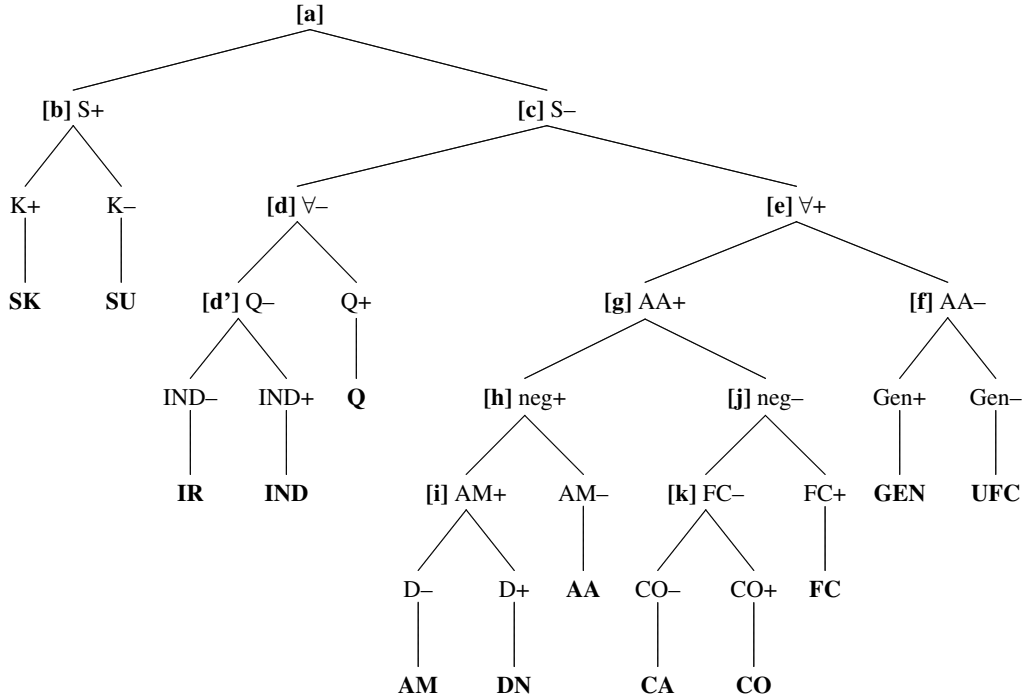 [a]
[b] S+ [c] S–
K+ K– [d] ∀– [e] ∀+
SK SU [d’] Q– Q+ [g] AA+ [f] AA–
IND– IND+ Q [h] neg+ [j] neg– Gen+ Gen–
IR IND [i] AM+ AM– [k] FC– FC+ GEN UFC
D– D+ AA CO– CO+ FC
AM DN CA CO